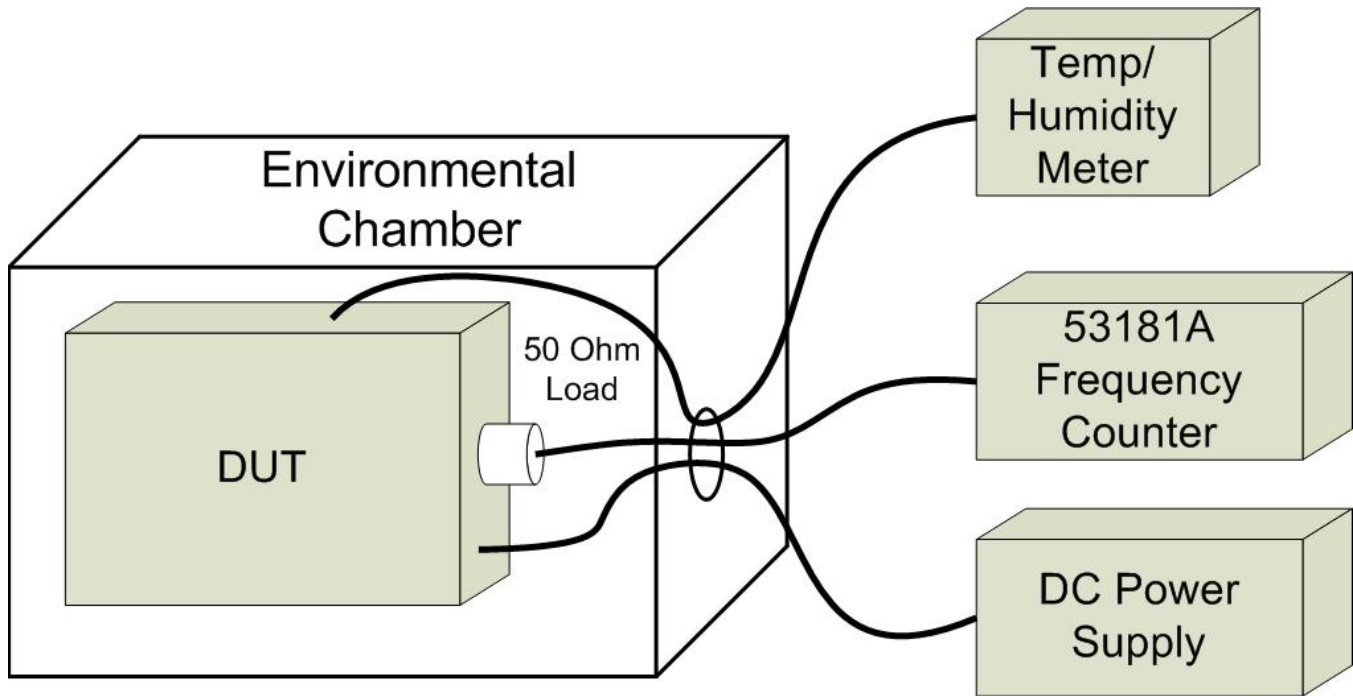 Environmental
Chamber
50 Ohm
Load
DUT
Temp/
Humidity
Meter
53181A
Frequency
Counter
DC Power
Supply